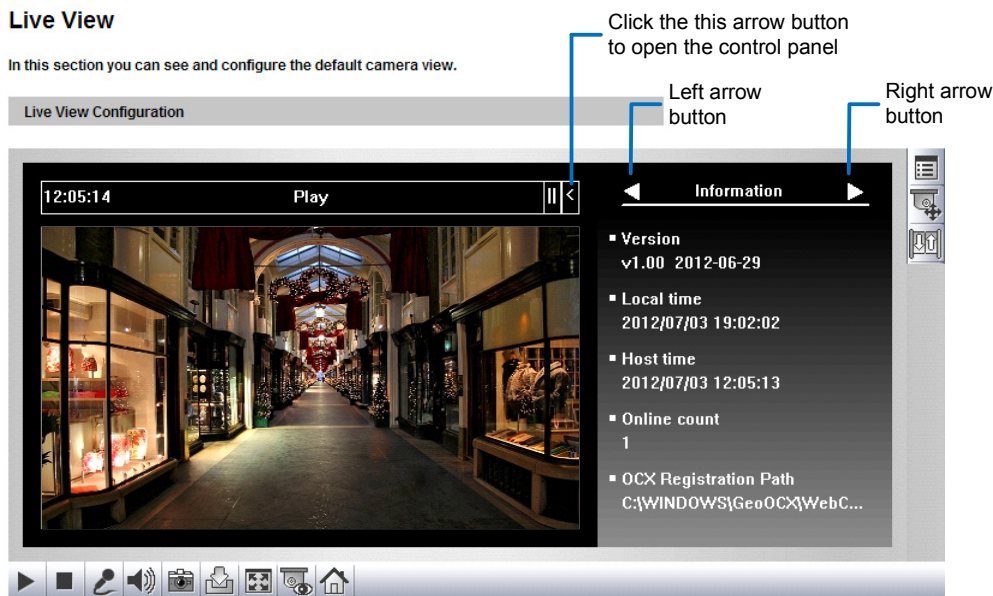 Live View
Click the this arrow button
to open the control panel
In this section you can see and configure the default camera view.
Left arrow
button
Right arrow
button
Live View Configuration
12:05:14 Play
Information
Version
v1.00 2012-06-29
Local time
2012/07/03 19:02:02
Host time
2012/07/03 12:05:13
Online count
1
OCX Registration Path
C:\WINDOWS\GeoOCX\WebC...